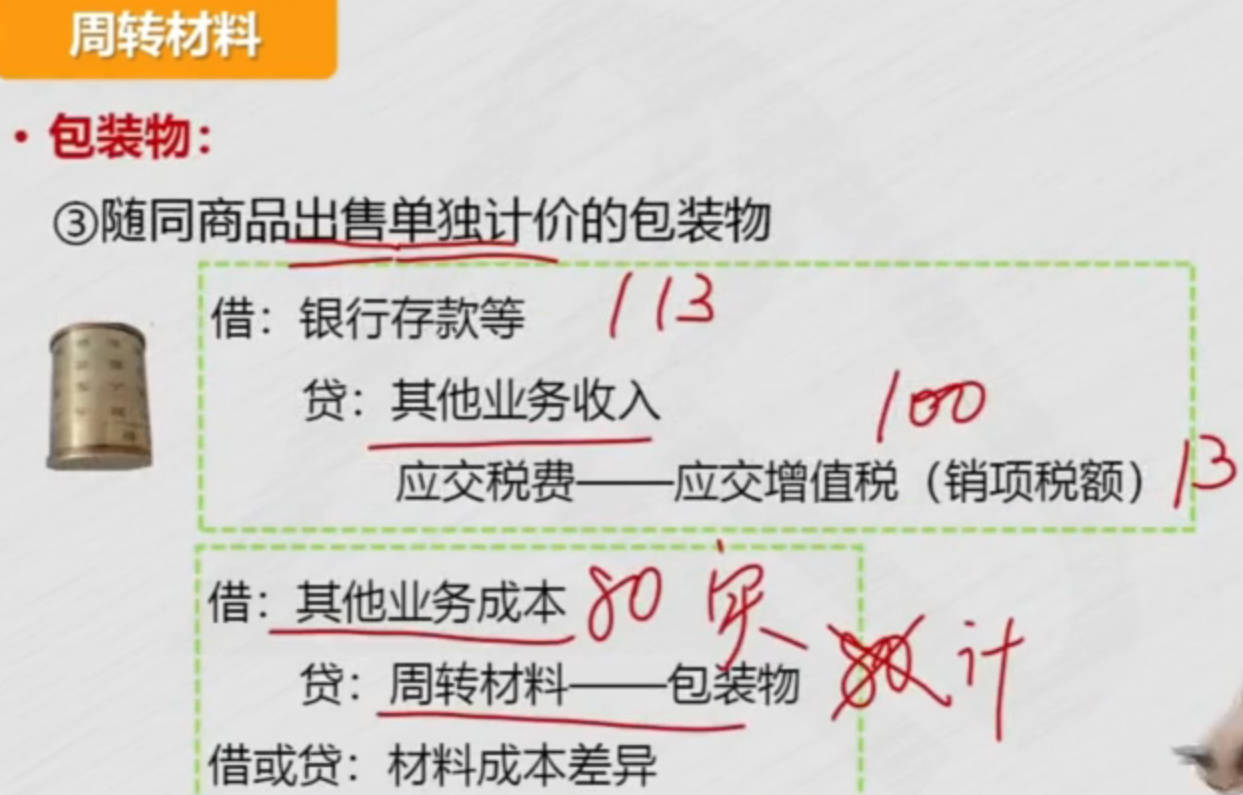 周转材料
• 包装物：
③随同商品出售单独计价的包装物
借：银行存款等 113
贷：其他业务收入 100
应交税费——应交增值税（销项税额） 13
借：其他业务成本 80 实
贷：周转材料——包装物 80 计
借或贷：材料成本差异